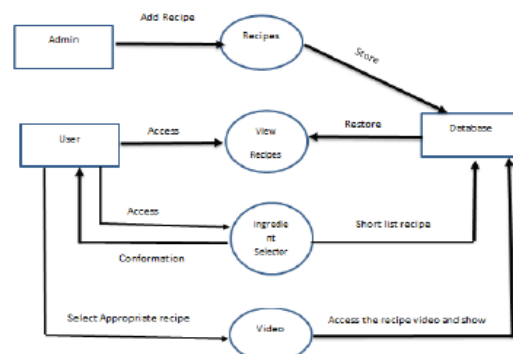 Add Recipe
Admin
Recipes
Store
User
Access
View
Recipes
Restore
Database
Access
Ingredie
nt
Selector
Short list recipe
Conformation
Select Appropriate recipe
Video
Access the recipe video and show